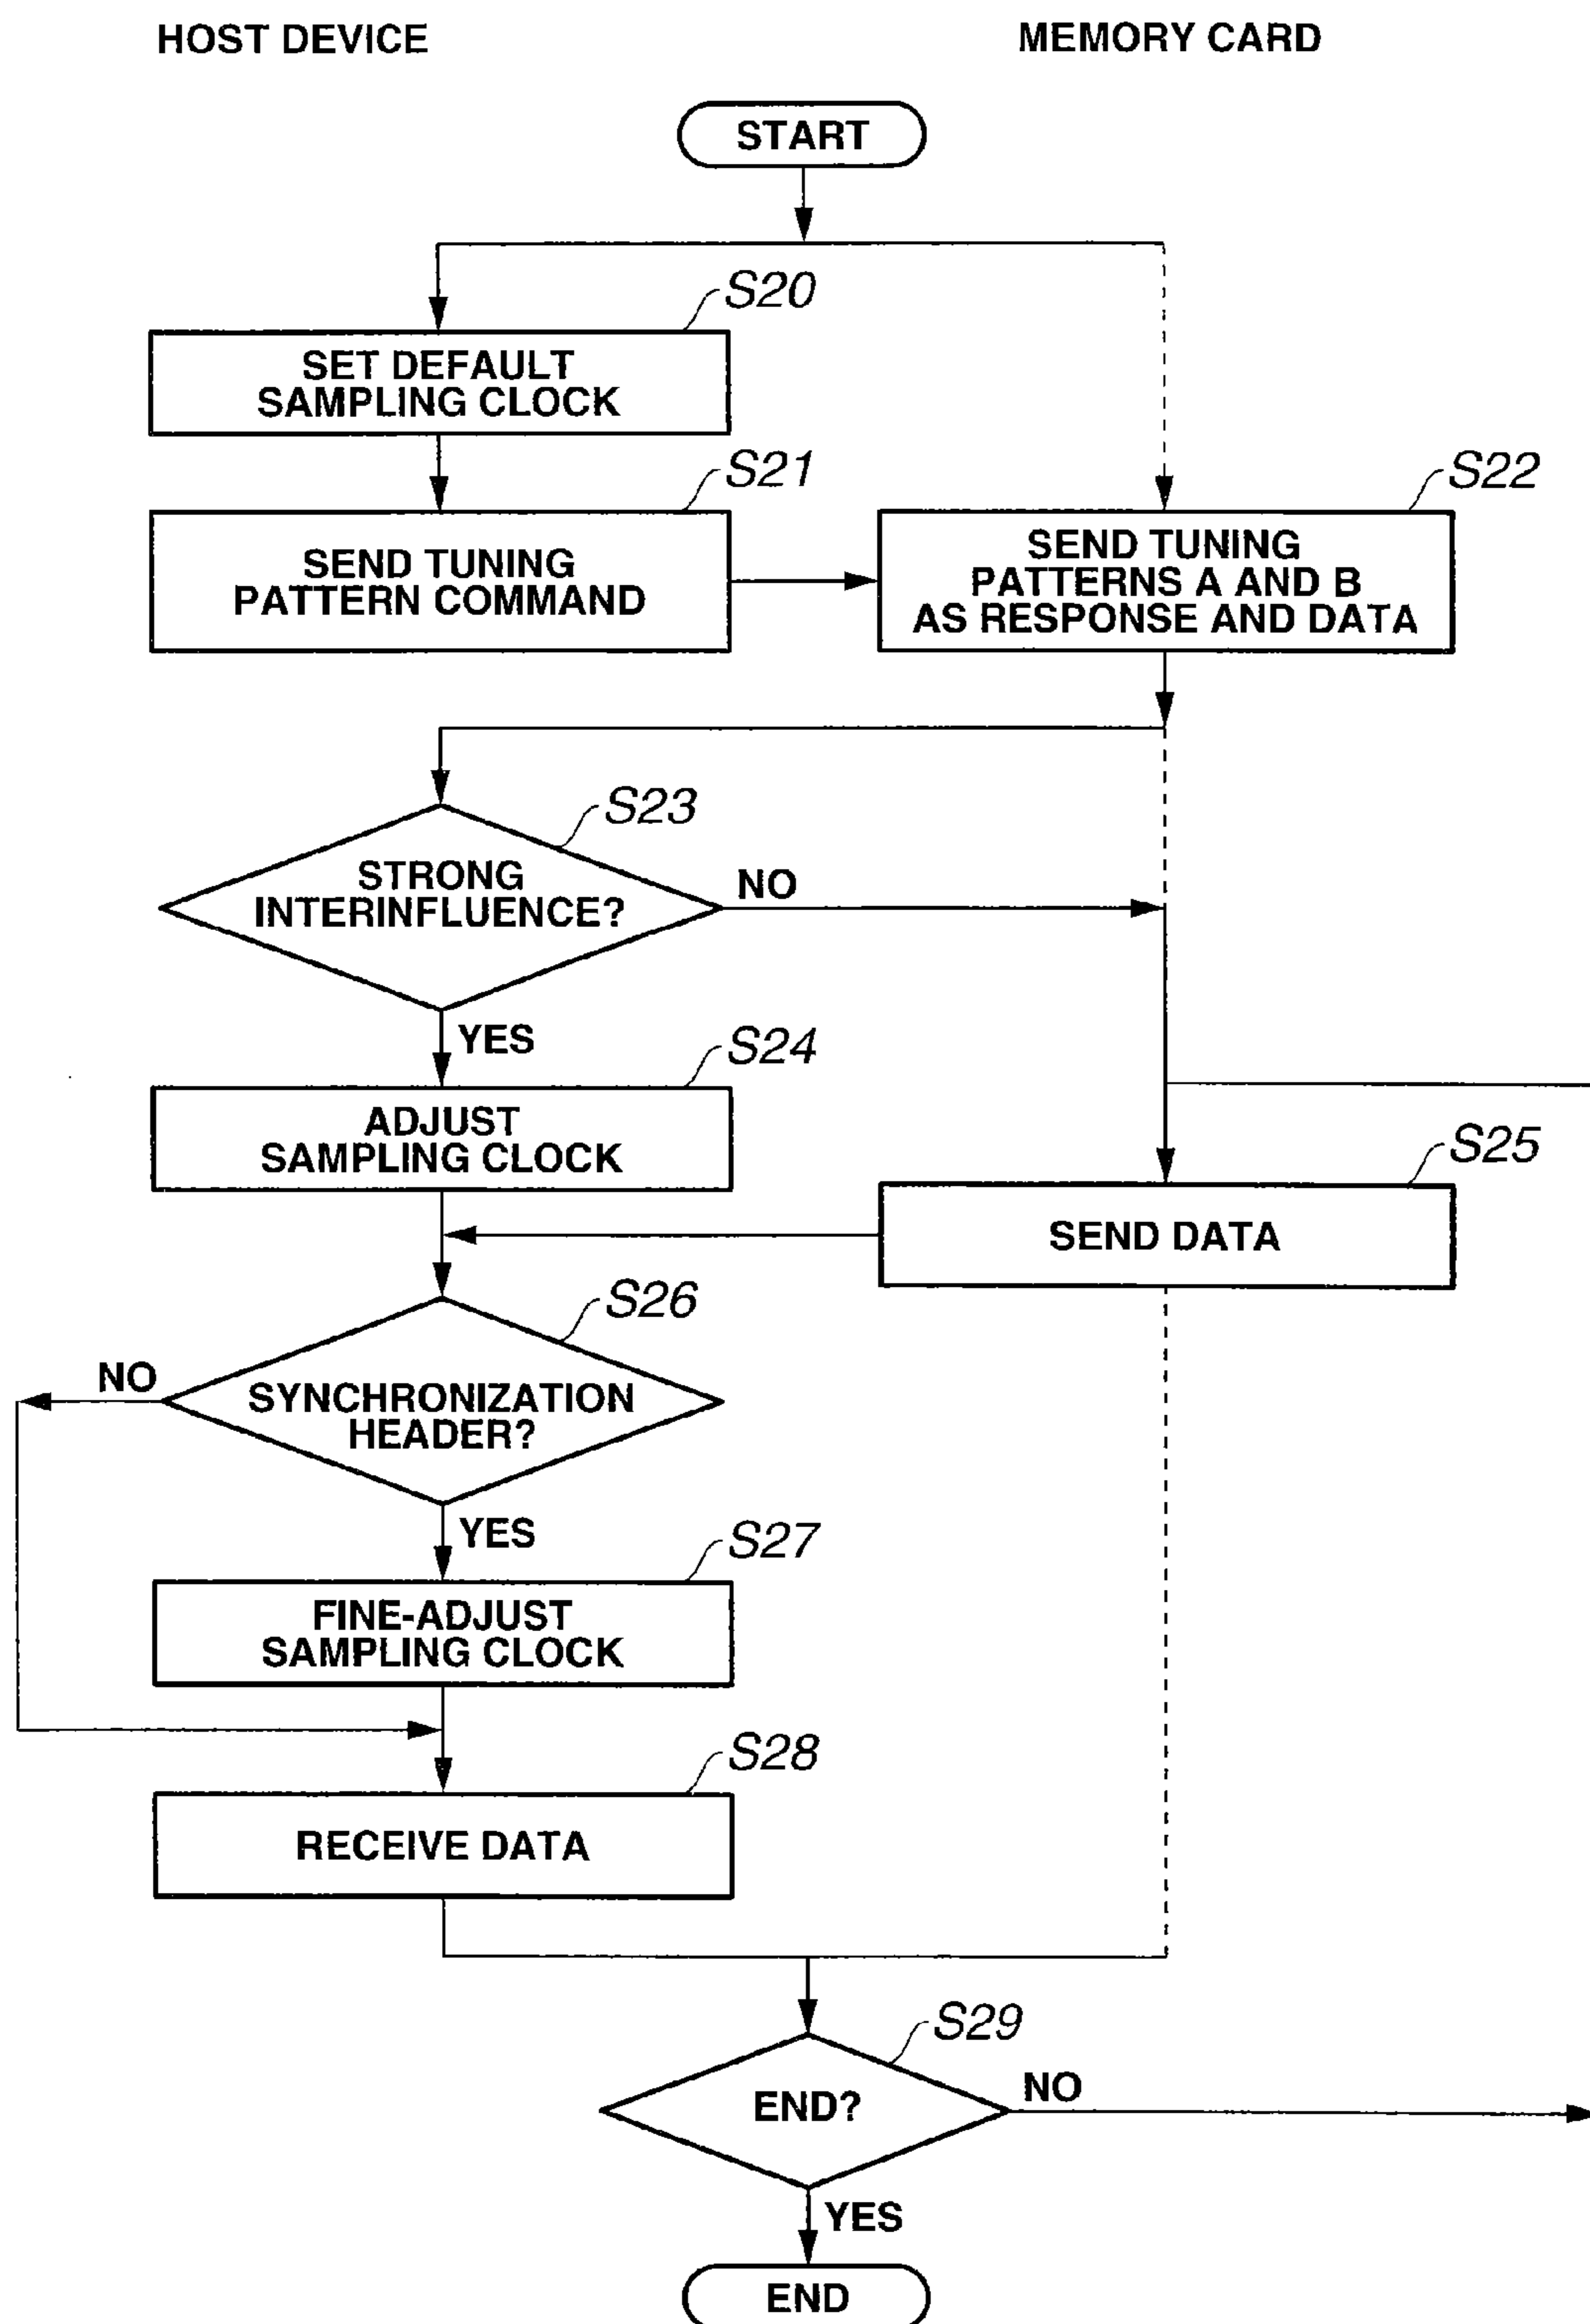 HOST DEVICE
MEMORY CARD
START
S20
SET DEFAULT
SAMPLING CLOCK
S21
SEND TUNING
PATTERN COMMAND
S22
SEND TUNING
PATTERNS A AND B
AS RESPONSE AND DATA
S23
STRONG
INTERINFLUENCE?
NO
YES
S24
ADJUST
SAMPLING CLOCK
S25
SEND DATA
S26
SYNCHRONIZATION
HEADER?
NO
YES
S27
FINE-ADJUST
SAMPLING CLOCK
S28
RECEIVE DATA
S29
END?
NO
YES
END